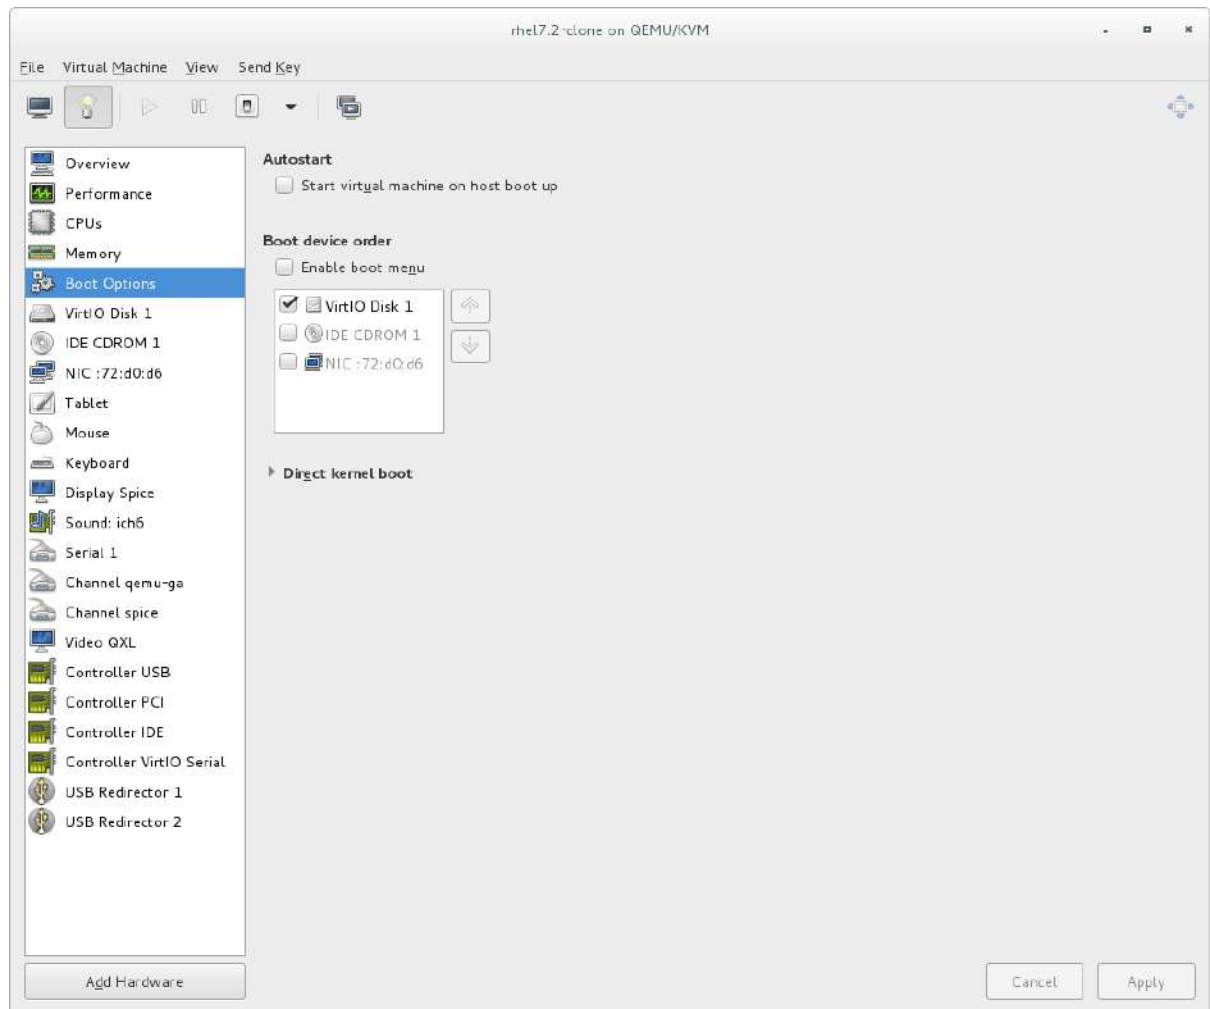 rhel7.2-clone on QEMU/KVM
File Virtual Machine View Send Key
Overview
Performance
CPUs
Memory
Boot Options
VirtIO Disk 1
IDE CDROM 1
NIC :72:d0:d6
Tablet
Mouse
Keyboard
Display Spice
Sound: ich6
Serial 1
Channel qemu-ga
Channel spice
Video QXL
Controller USB
Controller PCI
Controller IDE
Controller VirtIO Serial
USB Redirector 1
USB Redirector 2
Add Hardware
Autostart
Start virtual machine on host boot up
Boot device order
Enable boot menu
VirtIO Disk 1
IDE CDROM 1
NIC :72:d0:d6
Direct kernel boot
Cancel Apply